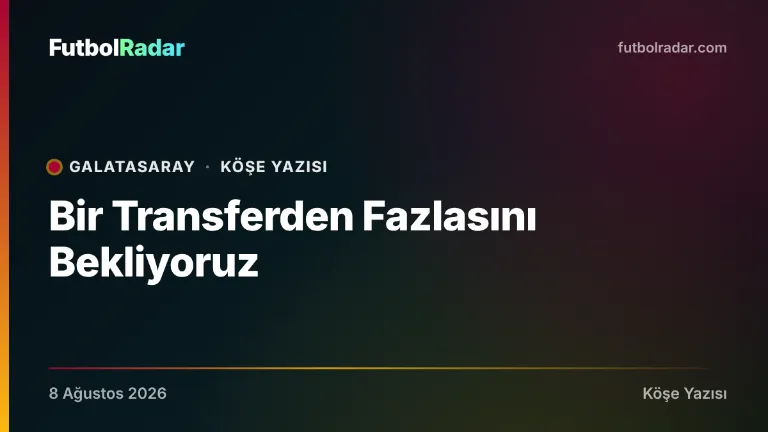 FutbolRadar
futbolradar.com
GALATASARAY · KÖŞE YAZISI
Bir Transferden Fazlasını
Bekliyoruz
8 Ağustos 2026
Köşe Yazısı